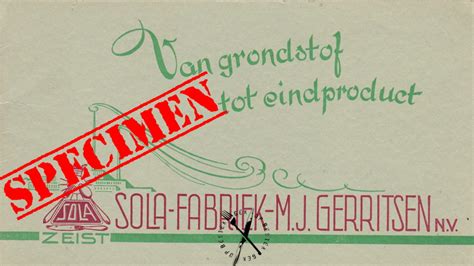 Van grondstof
tot eindproduct
SPECIMEN
SOLA
ZEIST
SOLA-FABRIEK-M.J. GERRITSEN N.V.